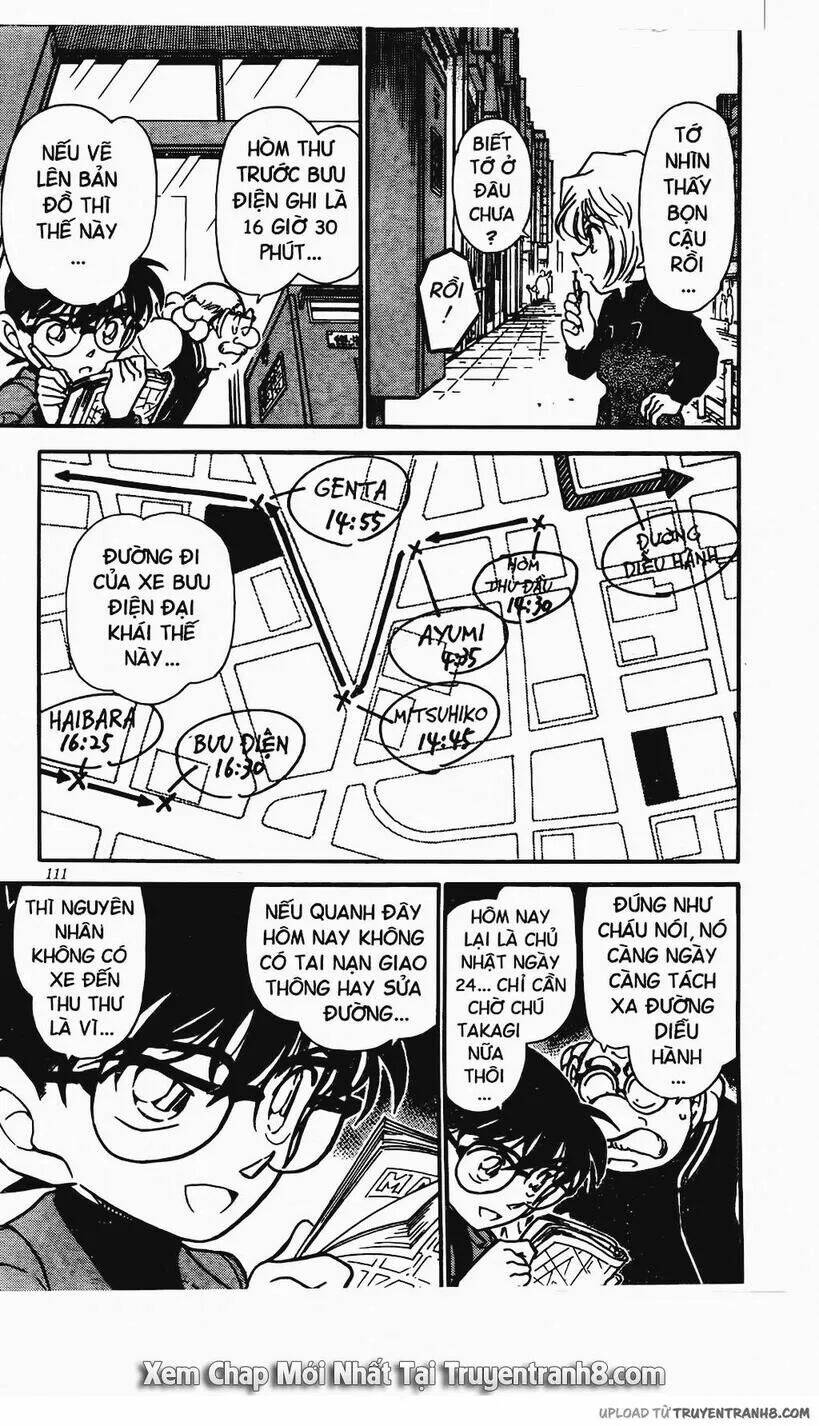 TỚ
NHÌN
THẤY
BỌN
CẬU
RỒI
...
BIẾT
TỚ Ở
ĐÂU
CHƯA
?
RỒI
!
HÒM THƯ
TRƯỚC BƯU
ĐIỆN GHI LÀ
16 GIỜ 30
PHÚT...
NẾU VẼ
LÊN BẢN
ĐỒ THÌ
THẾ NÀY
...
GENTA
14:55
ĐƯỜNG
DIỄU HÀNH
HÒM
THƯ ĐẦU
14:30
AYUMI
4:35
MITSUHIKO
14:45
ĐƯỜNG ĐI
CỦA XE BƯU
ĐIỆN ĐẠI
KHÁI THẾ
NÀY...
HAIBARA
16:25
BƯU ĐIỆN
16:30
111
ĐÚNG NHƯ
CHÁU NÓI, NÓ
CÀNG NGÀY
CÀNG TÁCH
XA ĐƯỜNG
DIỄU
HÀNH
...
HÔM NAY
LẠI LÀ CHỦ
NHẬT NGÀY
24... CHỈ CẦN
CHỜ CHÚ
TAKAGI
NỮA
THÔI
...
NẾU QUANH ĐÂY
HÔM NAY KHÔNG
CÓ TAI NẠN GIAO
THÔNG HAY SỬA
ĐƯỜNG...
THÌ NGUYÊN
NHÂN
KHÔNG CÓ
XE ĐẾN
THU THƯ
LÀ VÌ...
Xem Chap Mới Nhất Tại Truyentranh8.com
UPLOAD TỪ TRUYENTRANH8.COM